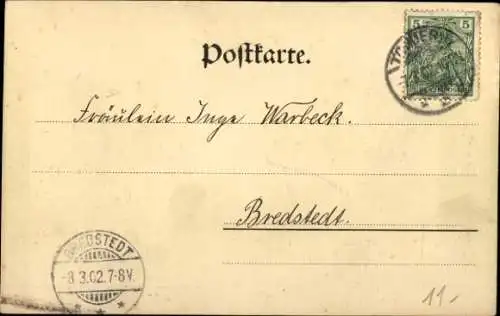 5 5
Postkarte.
Fräulein Inge Warbeck.
Bredstedt.
BREDSTEDT
-8.3.02.7-8V.
11.-